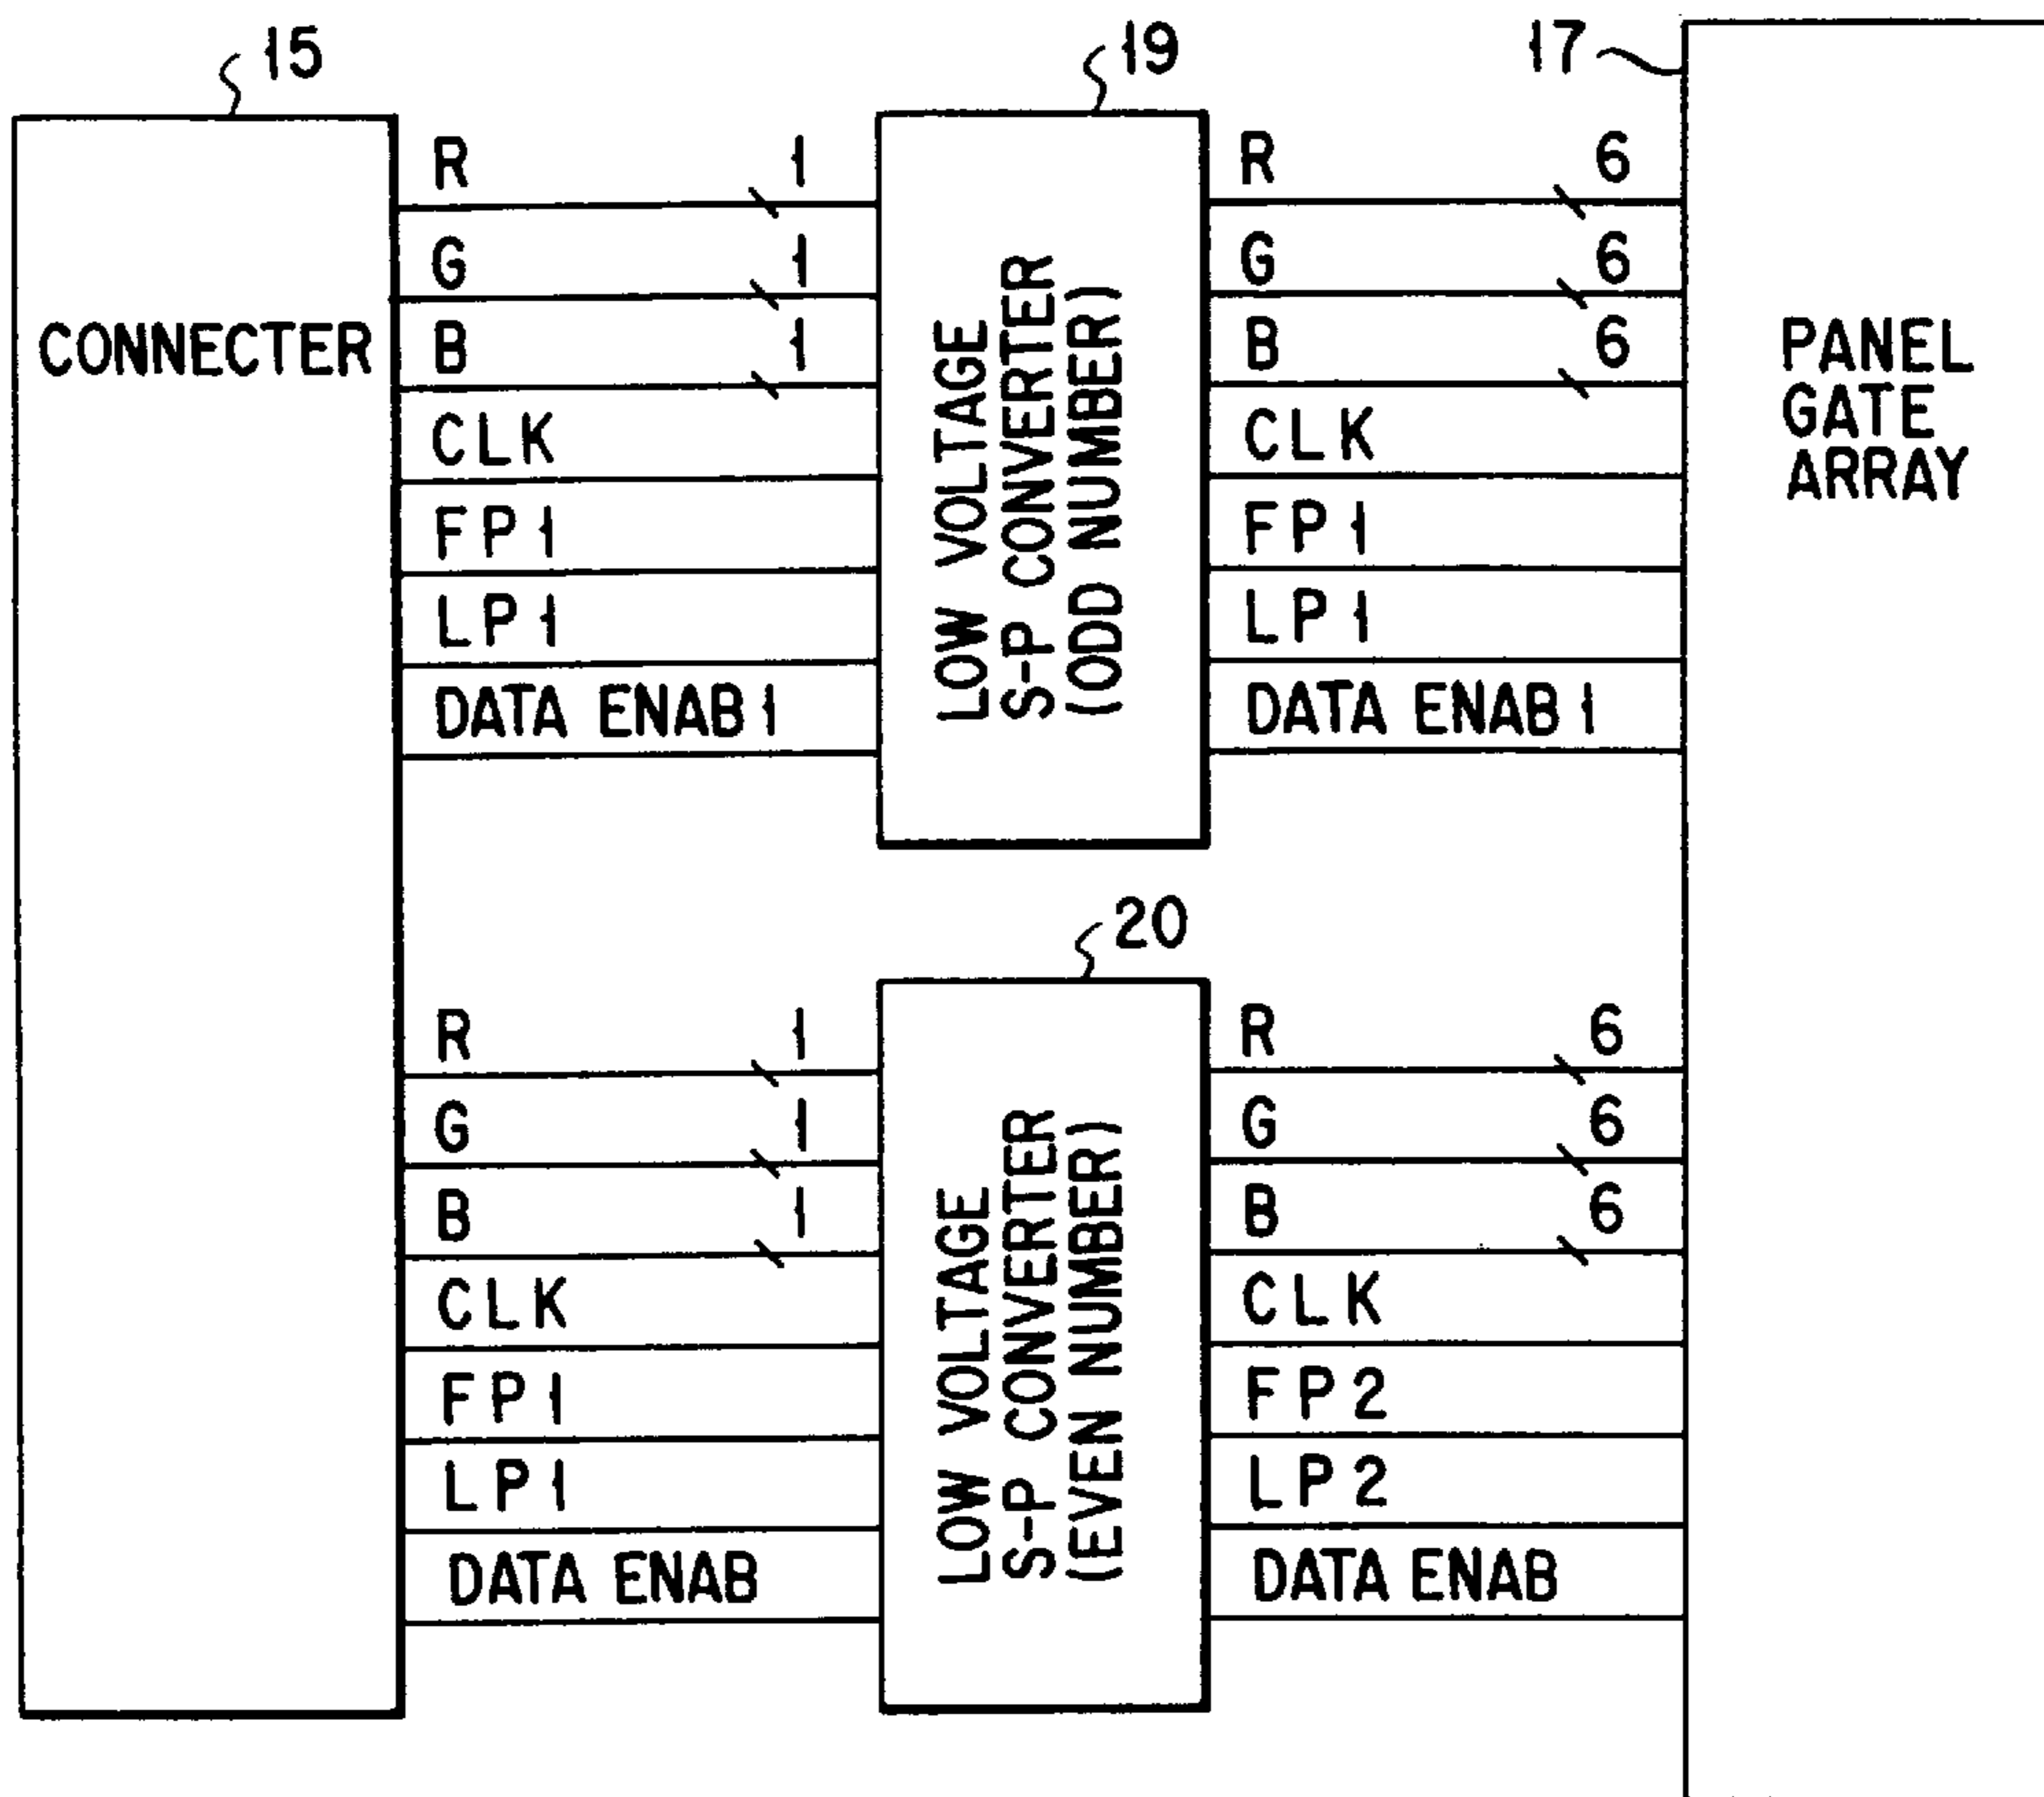 15
19
17
CONNECTER
R 1
G 1
B 1
CLK
FP1
LP1
DATA ENAB1
LOW VOLTAGE
S-P CONVERTER
(ODD NUMBER)
R 6
G 6
B 6
CLK
FP1
LP1
DATA ENAB1
PANEL
GATE
ARRAY
20
R 1
G 1
B 1
CLK
FP1
LP1
DATA ENAB
LOW VOLTAGE
S-P CONVERTER
(EVEN NUMBER)
R 6
G 6
B 6
CLK
FP2
LP2
DATA ENAB